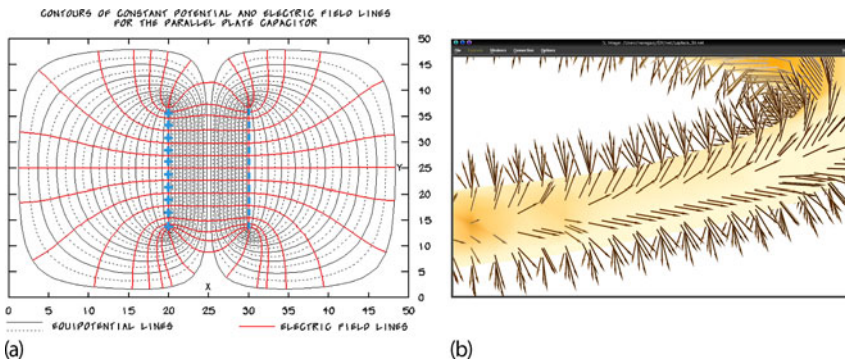 CONTOURS OF CONSTANT POTENTIAL AND ELECTRIC FIELD LINES
FOR THE PARALLEL PLATE CAPACITOR
50
45
40
35
30
25
20
15
10
5
0
Y
X
0 5 10 15 20 25 30 35 40 45 50
EQUIPOTENTIAL LINES
ELECTRIC FIELD LINES
(a)
File
Windows
Connection
Options
(b)